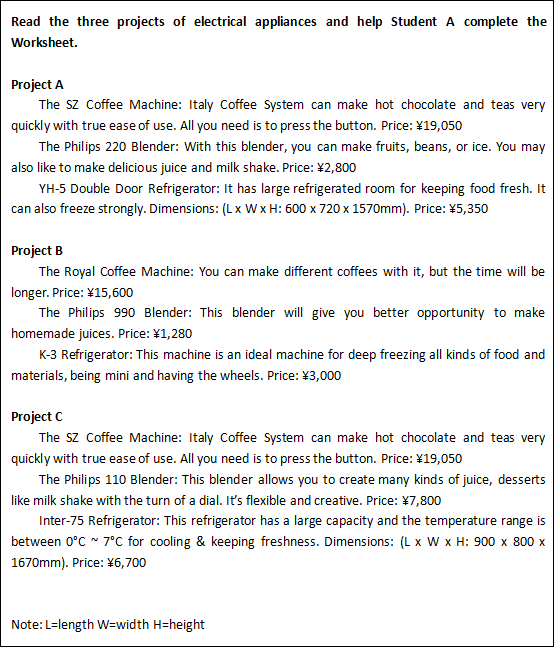 Read the three projects of electrical appliances and help Student A complete the
Worksheet.
Project A
The SZ Coffee Machine: Italy Coffee System can make hot chocolate and teas very
quickly with true ease of use. All you need is to press the button. Price: ¥19,050
The Philips 220 Blender: With this blender, you can make fruits, beans, or ice. You may
also like to make delicious juice and milk shake. Price: ¥2,800
YH-5 Double Door Refrigerator: It has large refrigerated room for keeping food fresh. It
can also freeze strongly. Dimensions: (L x W x H: 600 x 720 x 1570mm). Price: ¥5,350
Project B
The Royal Coffee Machine: You can make different coffees with it, but the time will be
longer. Price: ¥15,600
The Philips 990 Blender: This blender will give you better opportunity to make
homemade juices. Price: ¥1,280
K-3 Refrigerator: This machine is an ideal machine for deep freezing all kinds of food and
materials, being mini and having the wheels. Price: ¥3,000
Project C
The SZ Coffee Machine: Italy Coffee System can make hot chocolate and teas very
quickly with true ease of use. All you need is to press the button. Price: ¥19,050
The Philips 110 Blender: This blender allows you to create many kinds of juice, desserts
like milk shake with the turn of a dial. It's flexible and creative. Price: ¥7,800
Inter-75 Refrigerator: This refrigerator has a large capacity and the temperature range is
between 0°C ~ 7°C for cooling & keeping freshness. Dimensions: (L x W x H: 900 x 800 x
1670mm). Price: ¥6,700
Note: L=length W=width H=height